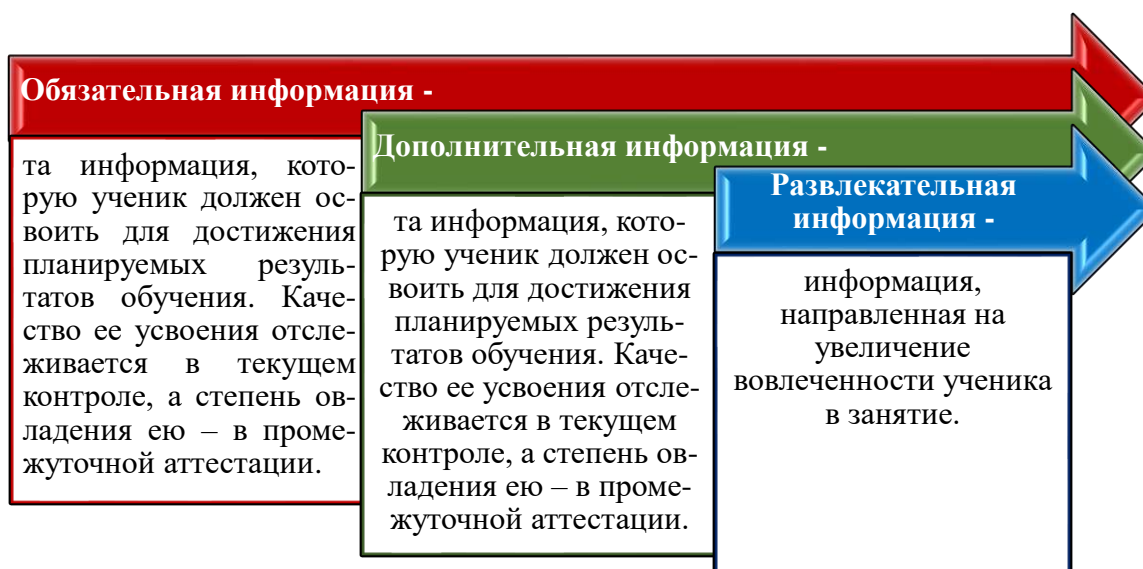 Обязательная информация -
та информация, кото-
рую ученик должен ос-
воить для достижения
планируемых резуль-
татов обучения. Каче-
ство ее усвоения отсле-
живается в текущем
контроле, а степень ов-
ладения ею – в проме-
жуточной аттестации.
Дополнительная информация -
та информация, кото-
рую ученик должен ос-
воить для достижения
планируемых резуль-
татов обучения. Каче-
ство ее усвоения отсле-
живается в текущем
контроле, а степень ов-
ладения ею – в проме-
жуточной аттестации.
Развлекательная
информация -
информация,
направленная на
увеличение
вовлеченности ученика
в занятие.